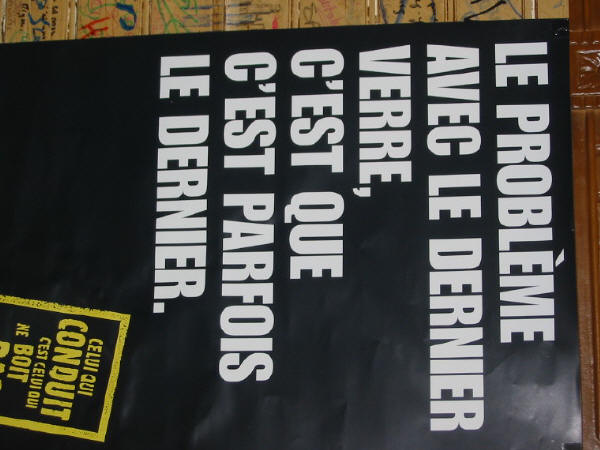 LE PROBLÈME
AVEC LE DERNIER
VERRE,
C'EST QUE
C'EST PARFOIS
LE DERNIER.
CELUI QUI
CONDUIT
C'EST CELUI QUI
NE BOIT